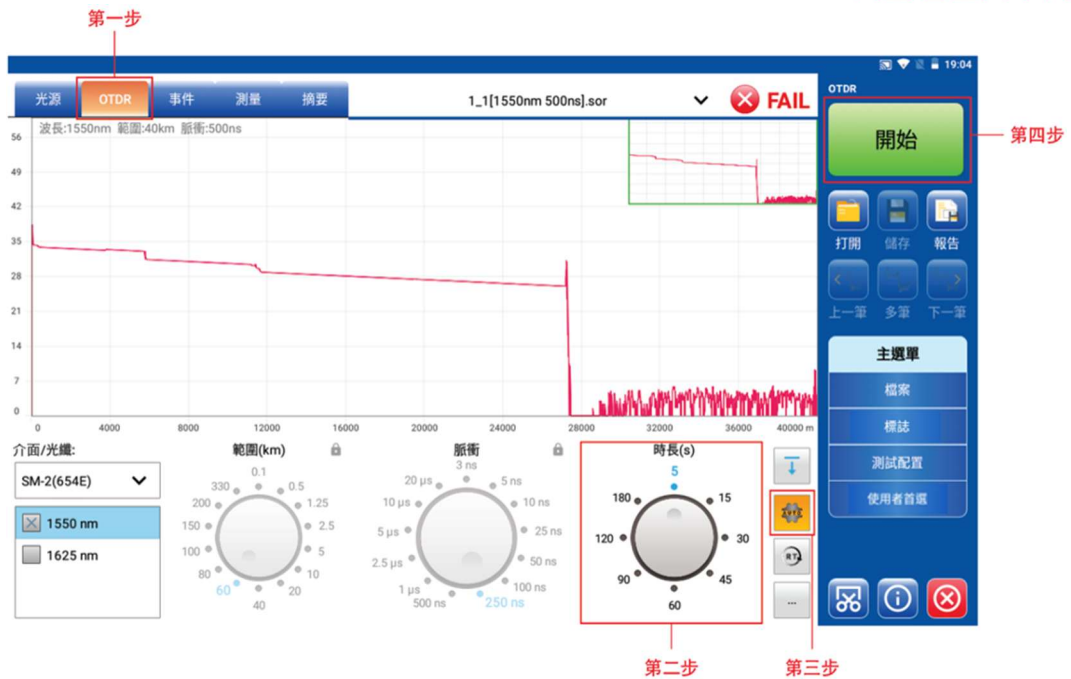 第一步
19:04
光源 OTDR 事件 測量 摘要 1_1[1550nm 500ns].sor FAIL OTDR
波長:1550nm 範圍:40km 脈衝:500ns
開始 第四步
56
49
42
35
28
21
14
7
0
0 4000 8000 12000 16000 20000 24000 28000 32000 36000 40000 m
打開 儲存 報告
上一筆 多筆 下一筆
主選單
檔案
標誌
測試配置
使用者首選
介面/光纖:
SM-2(654E)
1550 nm
1625 nm
範圍(km)
0.1
0.5
1.25
2.5
5
10
20
40
60
80
100
150
200
330
脈衝
3 ns
5 ns
10 ns
25 ns
50 ns
100 ns
250 ns
500 ns
1 µs
2.5 µs
5 µs
10 µs
20 µs
時長(s)
5
15
30
45
60
90
120
180
RT
...
第二步 第三步